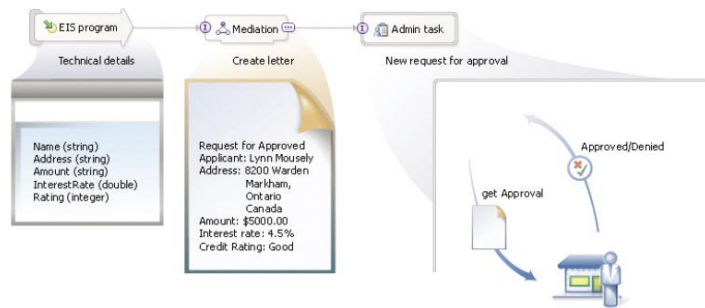 EIS program
Mediation
Admin task
Technical details
Create letter
New request for approval
Name (string)
Address (string)
Amount (string)
InterestRate (double)
Rating (integer)
Request for Approved
Applicant: Lynn Mousely
Address: 8200 Warden
Markham,
Ontario
Canada
Amount: $5000.00
Interest rate: 4.5%
Credit Rating: Good
Approved/Denied
get Approval